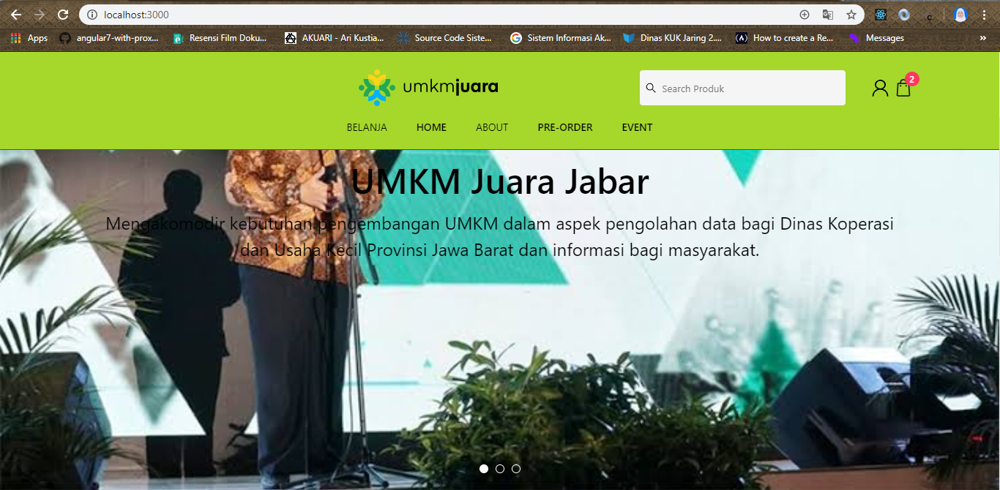 localhost:3000
Apps
angular7-with-prox...
Resensi Film Doku...
AKUARI - Ari Kustia...
Source Code Siste...
Sistem Informasi Ak...
Dinas KUK Jaring 2....
How to create a Re...
Messages
»
umkmjuara
Search Produk
2
BELANJA HOME ABOUT PRE-ORDER EVENT
UMKM Juara Jabar
Mengakomodir kebutuhan pengembangan UMKM dalam aspek pengolahan data bagi Dinas Koperasi
dan Usaha Kecil Provinsi Jawa Barat dan informasi bagi masyarakat.